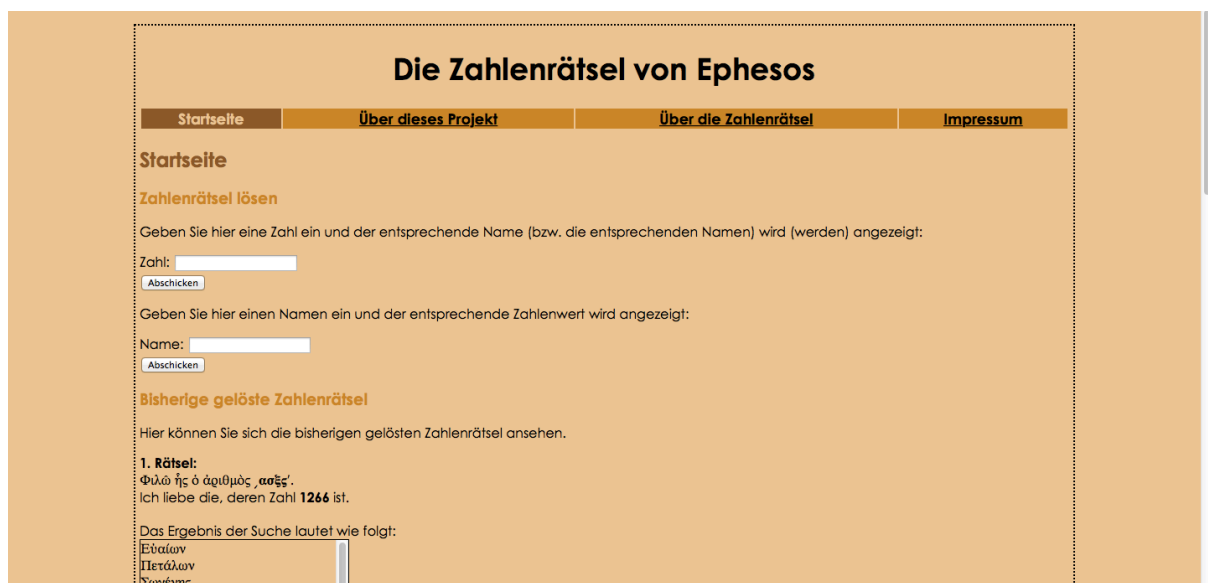 Die Zahlenrätsel von Ephesos
Startseite Über dieses Projekt Über die Zahlenrätsel Impressum
Startseite
Zahlenrätsel lösen
Geben Sie hier eine Zahl ein und der entsprechende Name (bzw. die entsprechenden Namen) wird (werden) angezeigt:
Zahl:
Abschicken
Geben Sie hier einen Namen ein und der entsprechende Zahlenwert wird angezeigt:
Name:
Abschicken
Bisherige gelöste Zahlenrätsel
Hier können Sie sich die bisherigen gelösten Zahlenrätsel ansehen.
1. Rätsel:
Φιλῶ ἧς ὁ ἀριθμὸς ͵ασξςʹ.
Ich liebe die, deren Zahl 1266 ist.
Das Ergebnis der Suche lautet wie folgt:
Εὐαίων
Πετάλων
Σωγένης